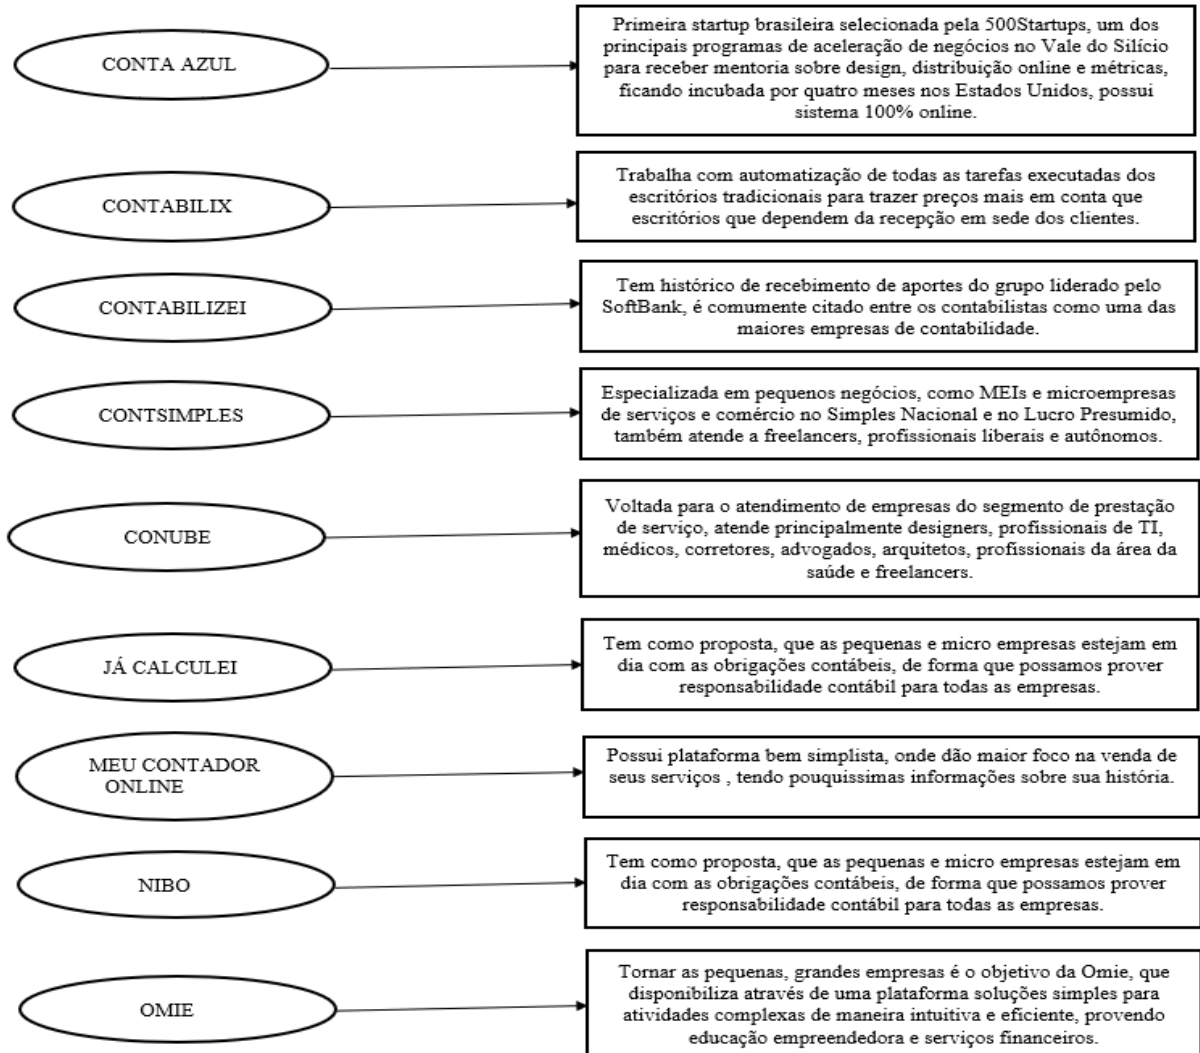 CONTA AZUL
Primeira startup brasileira selecionada pela 500Startups, um dos
principais programas de aceleração de negócios no Vale do Silício
para receber mentoria sobre design, distribuição online e métricas,
ficando incubada por quatro meses nos Estados Unidos, possui
sistema 100% online.
CONTABILIX
Trabalha com automatização de todas as tarefas executadas dos
escritórios tradicionais para trazer preços mais em conta que
escritórios que dependem da recepção em sede dos clientes.
CONTABILIZEI
Tem histórico de recebimento de aportes do grupo liderado pelo
SoftBank, é comumente citado entre os contabilistas como uma das
maiores empresas de contabilidade.
CONTSIMPLES
Especializada em pequenos negócios, como MEIs e microempresas
de serviços e comércio no Simples Nacional e no Lucro Presumido,
também atende a freelancers, profissionais liberais e autônomos.
CONUBE
Voltada para o atendimento de empresas do segmento de prestação
de serviço, atende principalmente designers, profissionais de TI,
médicos, corretores, advogados, arquitetos, profissionais da área da
saúde e freelancers.
JÁ CALCULEI
Tem como proposta, que as pequenas e micro empresas estejam em
dia com as obrigações contábeis, de forma que possamos prover
responsabilidade contábil para todas as empresas.
MEU CONTADOR
ONLINE
Possui plataforma bem simplista, onde dão maior foco na venda de
seus serviços , tendo pouquissimas informações sobre sua história.
NIBO
Tem como proposta, que as pequenas e micro empresas estejam em
dia com as obrigações contábeis, de forma que possamos prover
responsabilidade contábil para todas as empresas.
OMIE
Tornar as pequenas, grandes empresas é o objetivo da Omie, que
disponibiliza através de uma plataforma soluções simples para
atividades complexas de maneira intuitiva e eficiente, provendo
educação empreendedora e serviços financeiros.